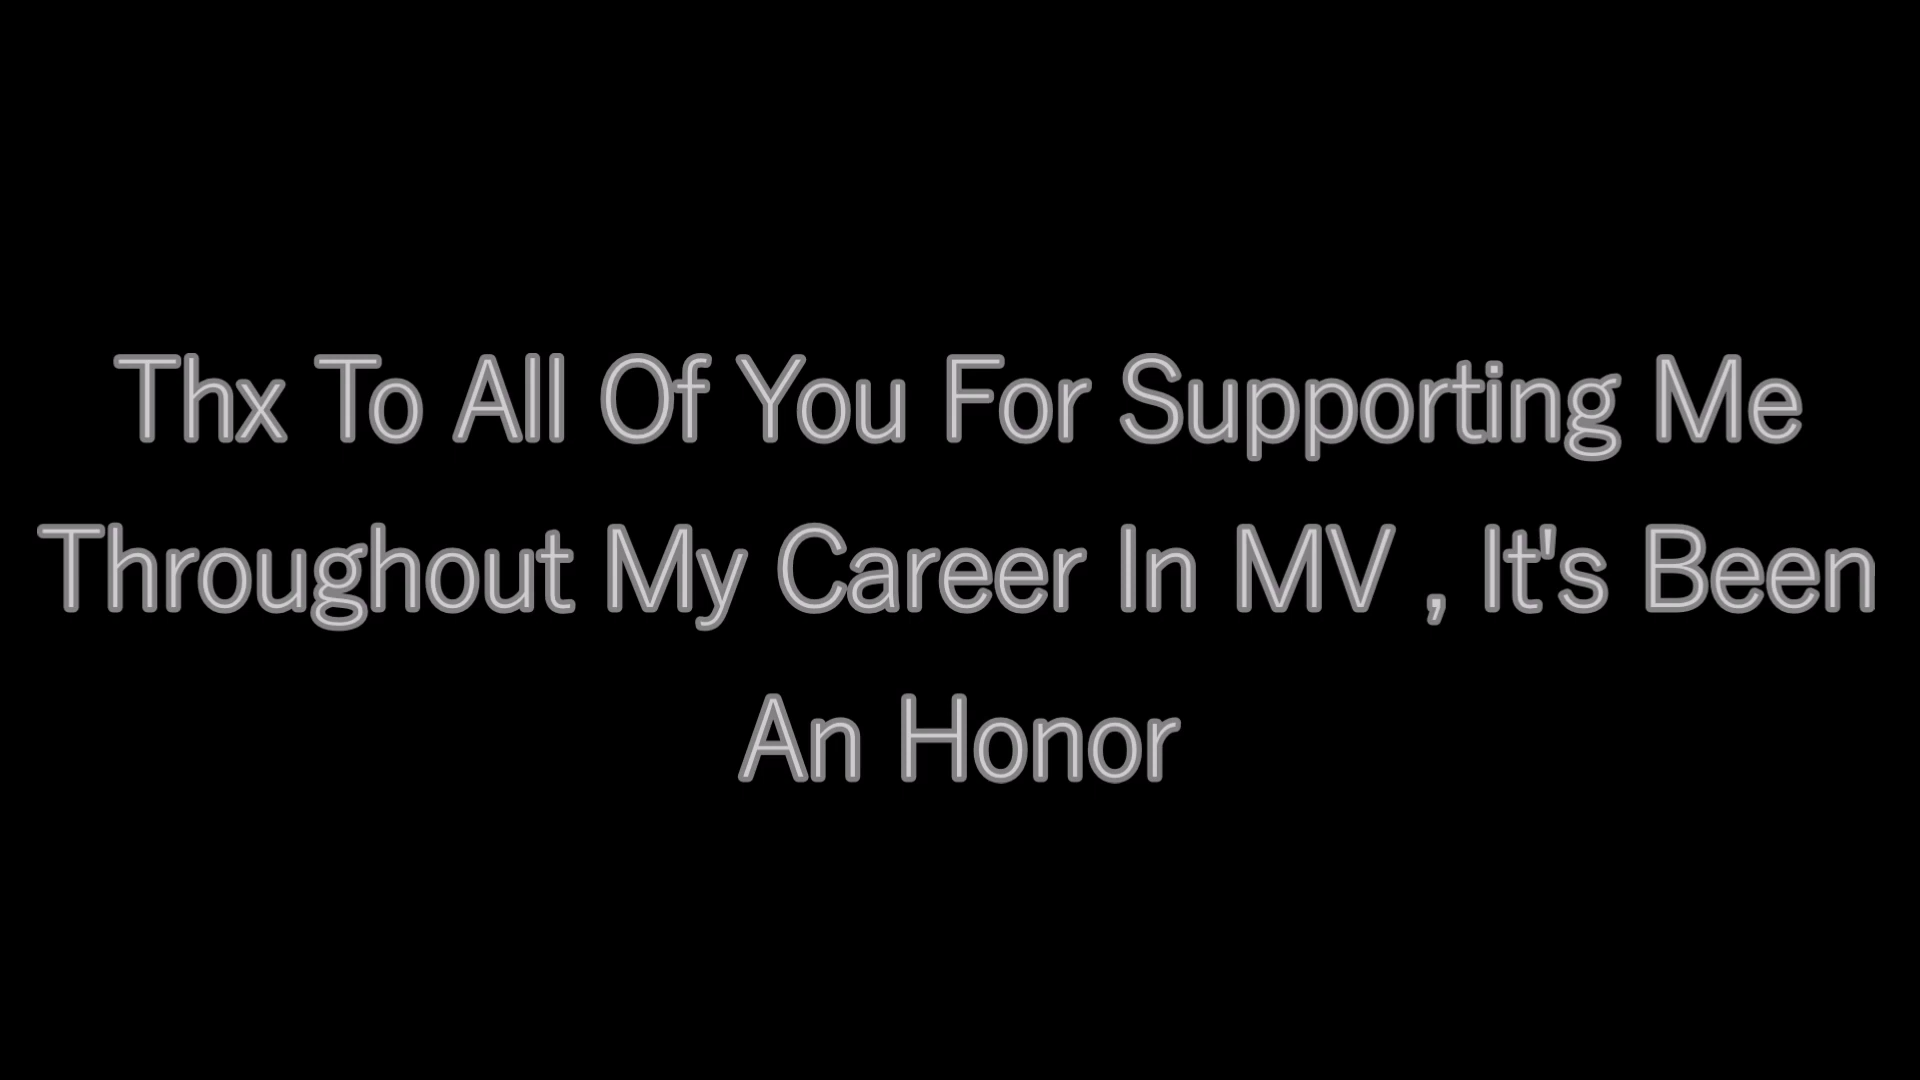 Thx To All Of You For Supporting Me
Throughout My Career In MV , It's Been
An Honor